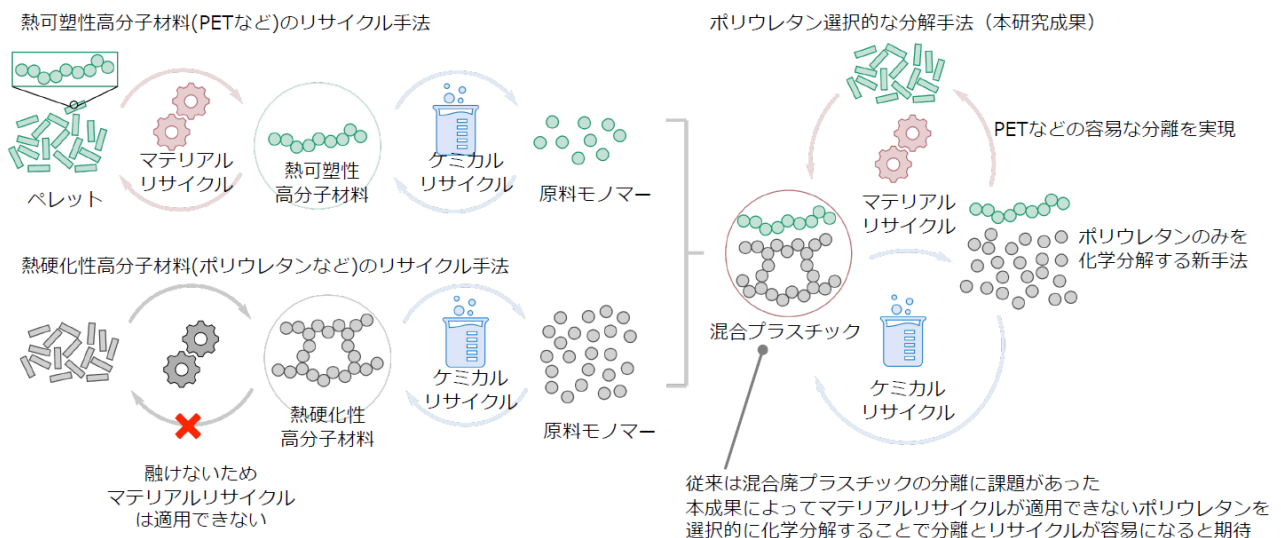 熱可塑性高分子材料(PETなど)のリサイクル手法
マテリアル
リサイクル
ペレット
熱可塑性
高分子材料
ケミカル
リサイクル
原料モノマー
熱硬化性高分子材料(ポリウレタンなど)のリサイクル手法
熱硬化性
高分子材料
ケミカル
リサイクル
原料モノマー
融けないため
マテリアルリサイクル
は適用できない
ポリウレタン選択的な分解手法（本研究成果）
PETなどの容易な分離を実現
マテリアル
リサイクル
ポリウレタンのみを
化学分解する新手法
混合プラスチック
ケミカル
リサイクル
従来は混合廃プラスチックの分離に課題があった
本成果によってマテリアルリサイクルが適用できないポリウレタンを
選択的に化学分解することで分離とリサイクルが容易になると期待